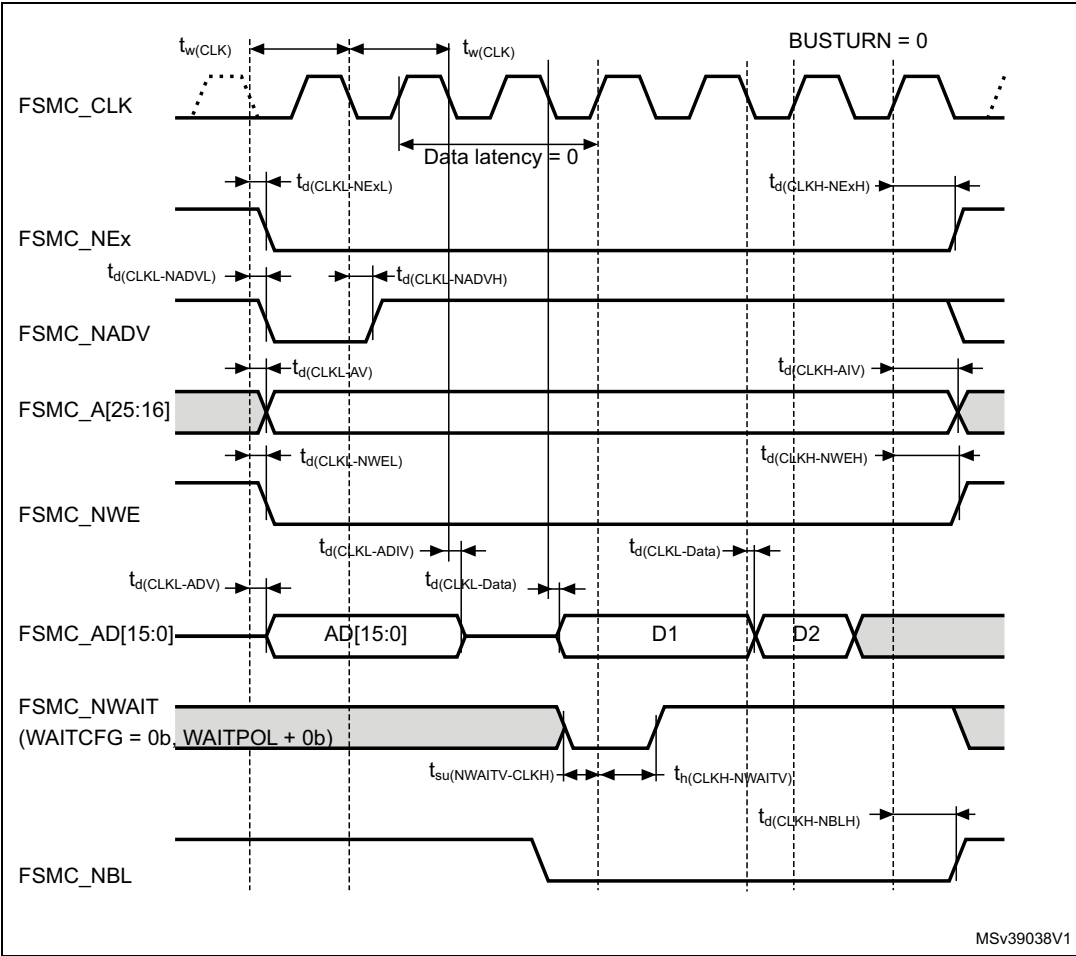 tw(CLK) tw(CLK) BUSTURN = 0
FSMC_CLK
Data latency = 0
td(CLKL-NExL) td(CLKH-NExH)
FSMC_NEx
td(CLKL-NADVL) td(CLKL-NADVH)
FSMC_NADV
td(CLKL-AV) td(CLKH-AIV)
FSMC_A[25:16]
td(CLKL-NWEL) td(CLKH-NWEH)
FSMC_NWE
td(CLKL-ADIV) td(CLKL-Data)
td(CLKL-ADV) td(CLKL-Data)
FSMC_AD[15:0] AD[15:0] D1 D2
FSMC_NWAIT
(WAITCFG = 0b, WAITPOL + 0b)
tsu(NWAITV-CLKH) th(CLKH-NWAITV)
td(CLKH-NBLH)
FSMC_NBL
MSv39038V1